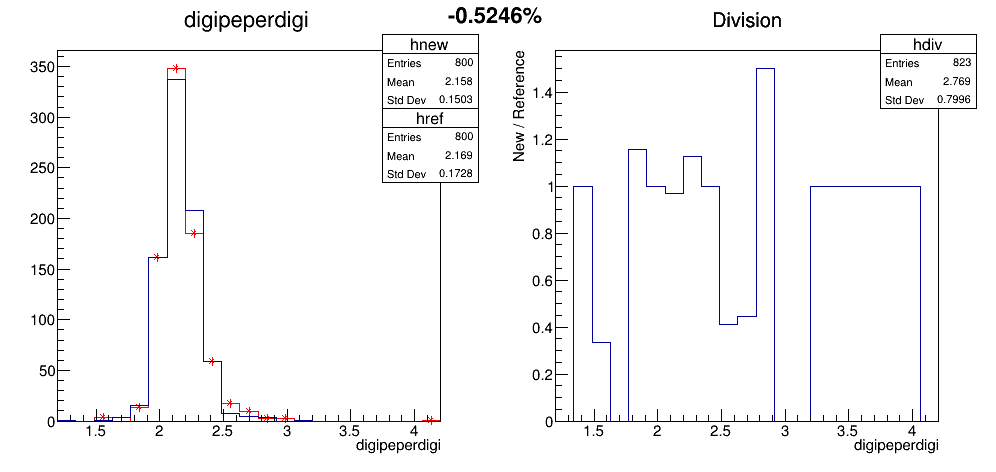 digipeperdigi
-0.5246%
Division
hnew
Entries 800
Mean 2.158
Std Dev 0.1503
href
Entries 800
Mean 2.169
Std Dev 0.1728
350
300
250
200
150
100
50
0
1.5 2 2.5 3 3.5 4
digipeperdigi
hdiv
Entries 823
Mean 2.769
Std Dev 0.7996
New / Reference
1.4
1.2
1
0.8
0.6
0.4
0.2
0
1.5 2 2.5 3 3.5 4
digipeperdigi